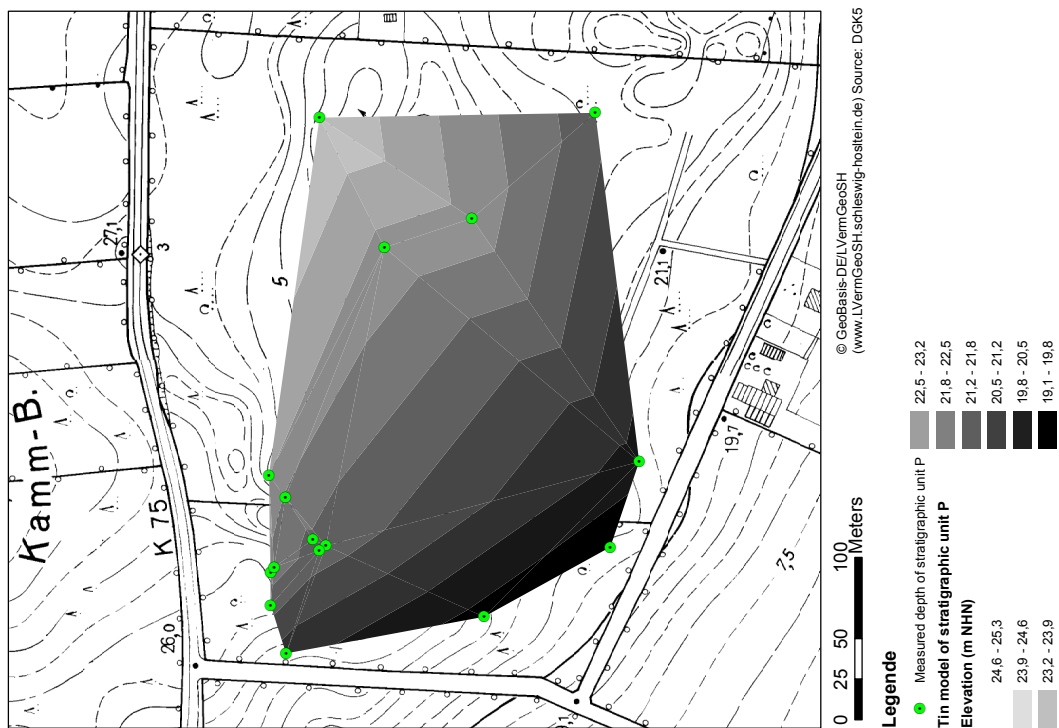 Kamm-B.
K 75
27,1
3
5
26,0
21,1
19,7
7,5
9,1
© GeoBasis-DE/LVermGeoSH
(www.LVermGeoSH.schleswig-hosltein.de) Source: DGK5
0 25 50 100
Meters
Legende
Measured depth of stratigraphic unit P
Tin model of stratigraphic unit P
Elevation (m NHN)
24,6 - 25,3
23,9 - 24,6
23,2 - 23,9
22,5 - 23,2
21,8 - 22,5
21,2 - 21,8
20,5 - 21,2
19,8 - 20,5
19,1 - 19,8